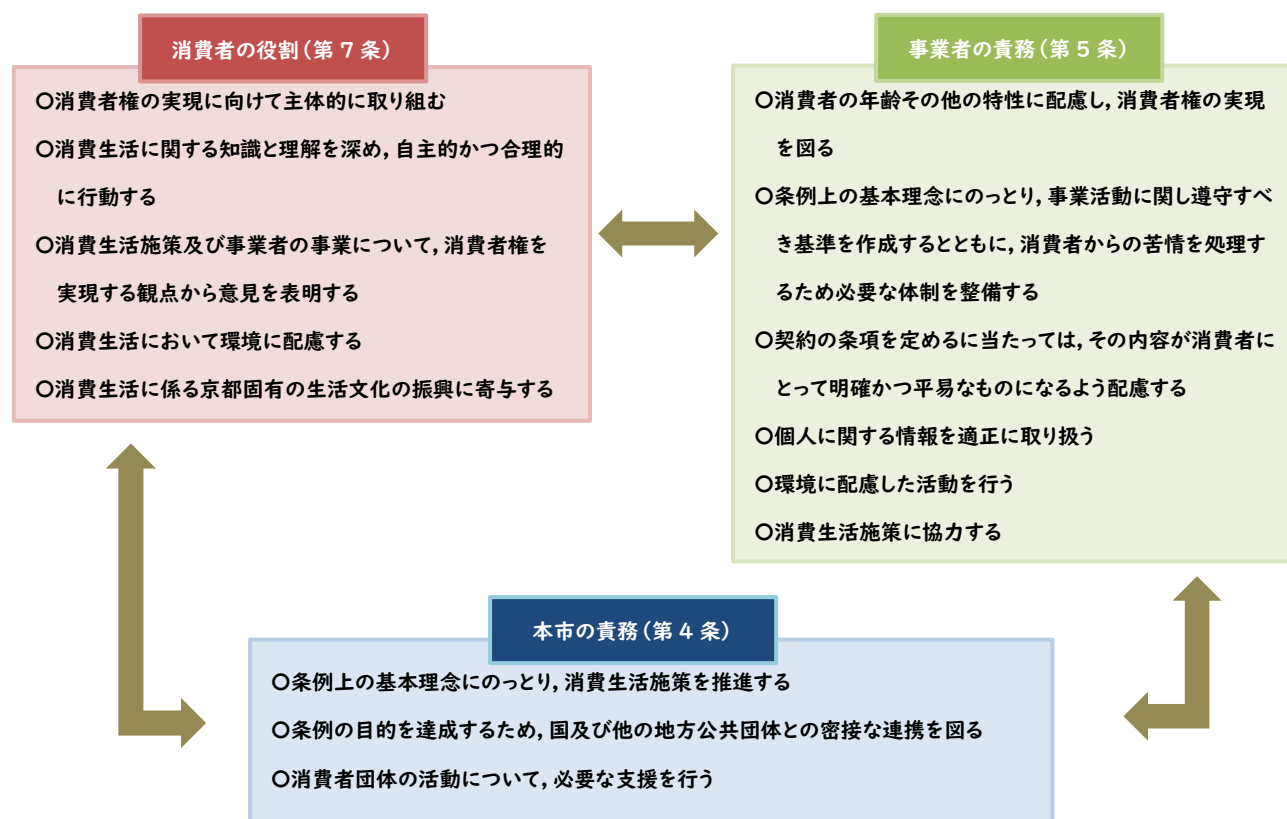 消費者の役割(第7条)
○消費者権の実現に向けて主体的に取り組む
○消費生活に関する知識と理解を深め,自主的かつ合理的
に行動する
○消費生活施策及び事業者の事業について,消費者権を
実現する観点から意見を表明する
○消費生活において環境に配慮する
○消費生活に係る京都固有の生活文化の振興に寄与する
事業者の責務(第5条)
○消費者の年齢その他の特性に配慮し,消費者権の実現
を図る
○条例上の基本理念にのっとり,事業活動に関し遵守すべ
き基準を作成するとともに,消費者からの苦情を処理す
るため必要な体制を整備する
○契約の条項を定めるに当たっては,その内容が消費者に
とって明確かつ平易なものになるよう配慮する
○個人に関する情報を適正に取り扱う
○環境に配慮した活動を行う
○消費生活施策に協力する
本市の責務(第4条)
○条例上の基本理念にのっとり,消費生活施策を推進する
○条例の目的を達成するため,国及び他の地方公共団体との密接な連携を図る
○消費者団体の活動について,必要な支援を行う